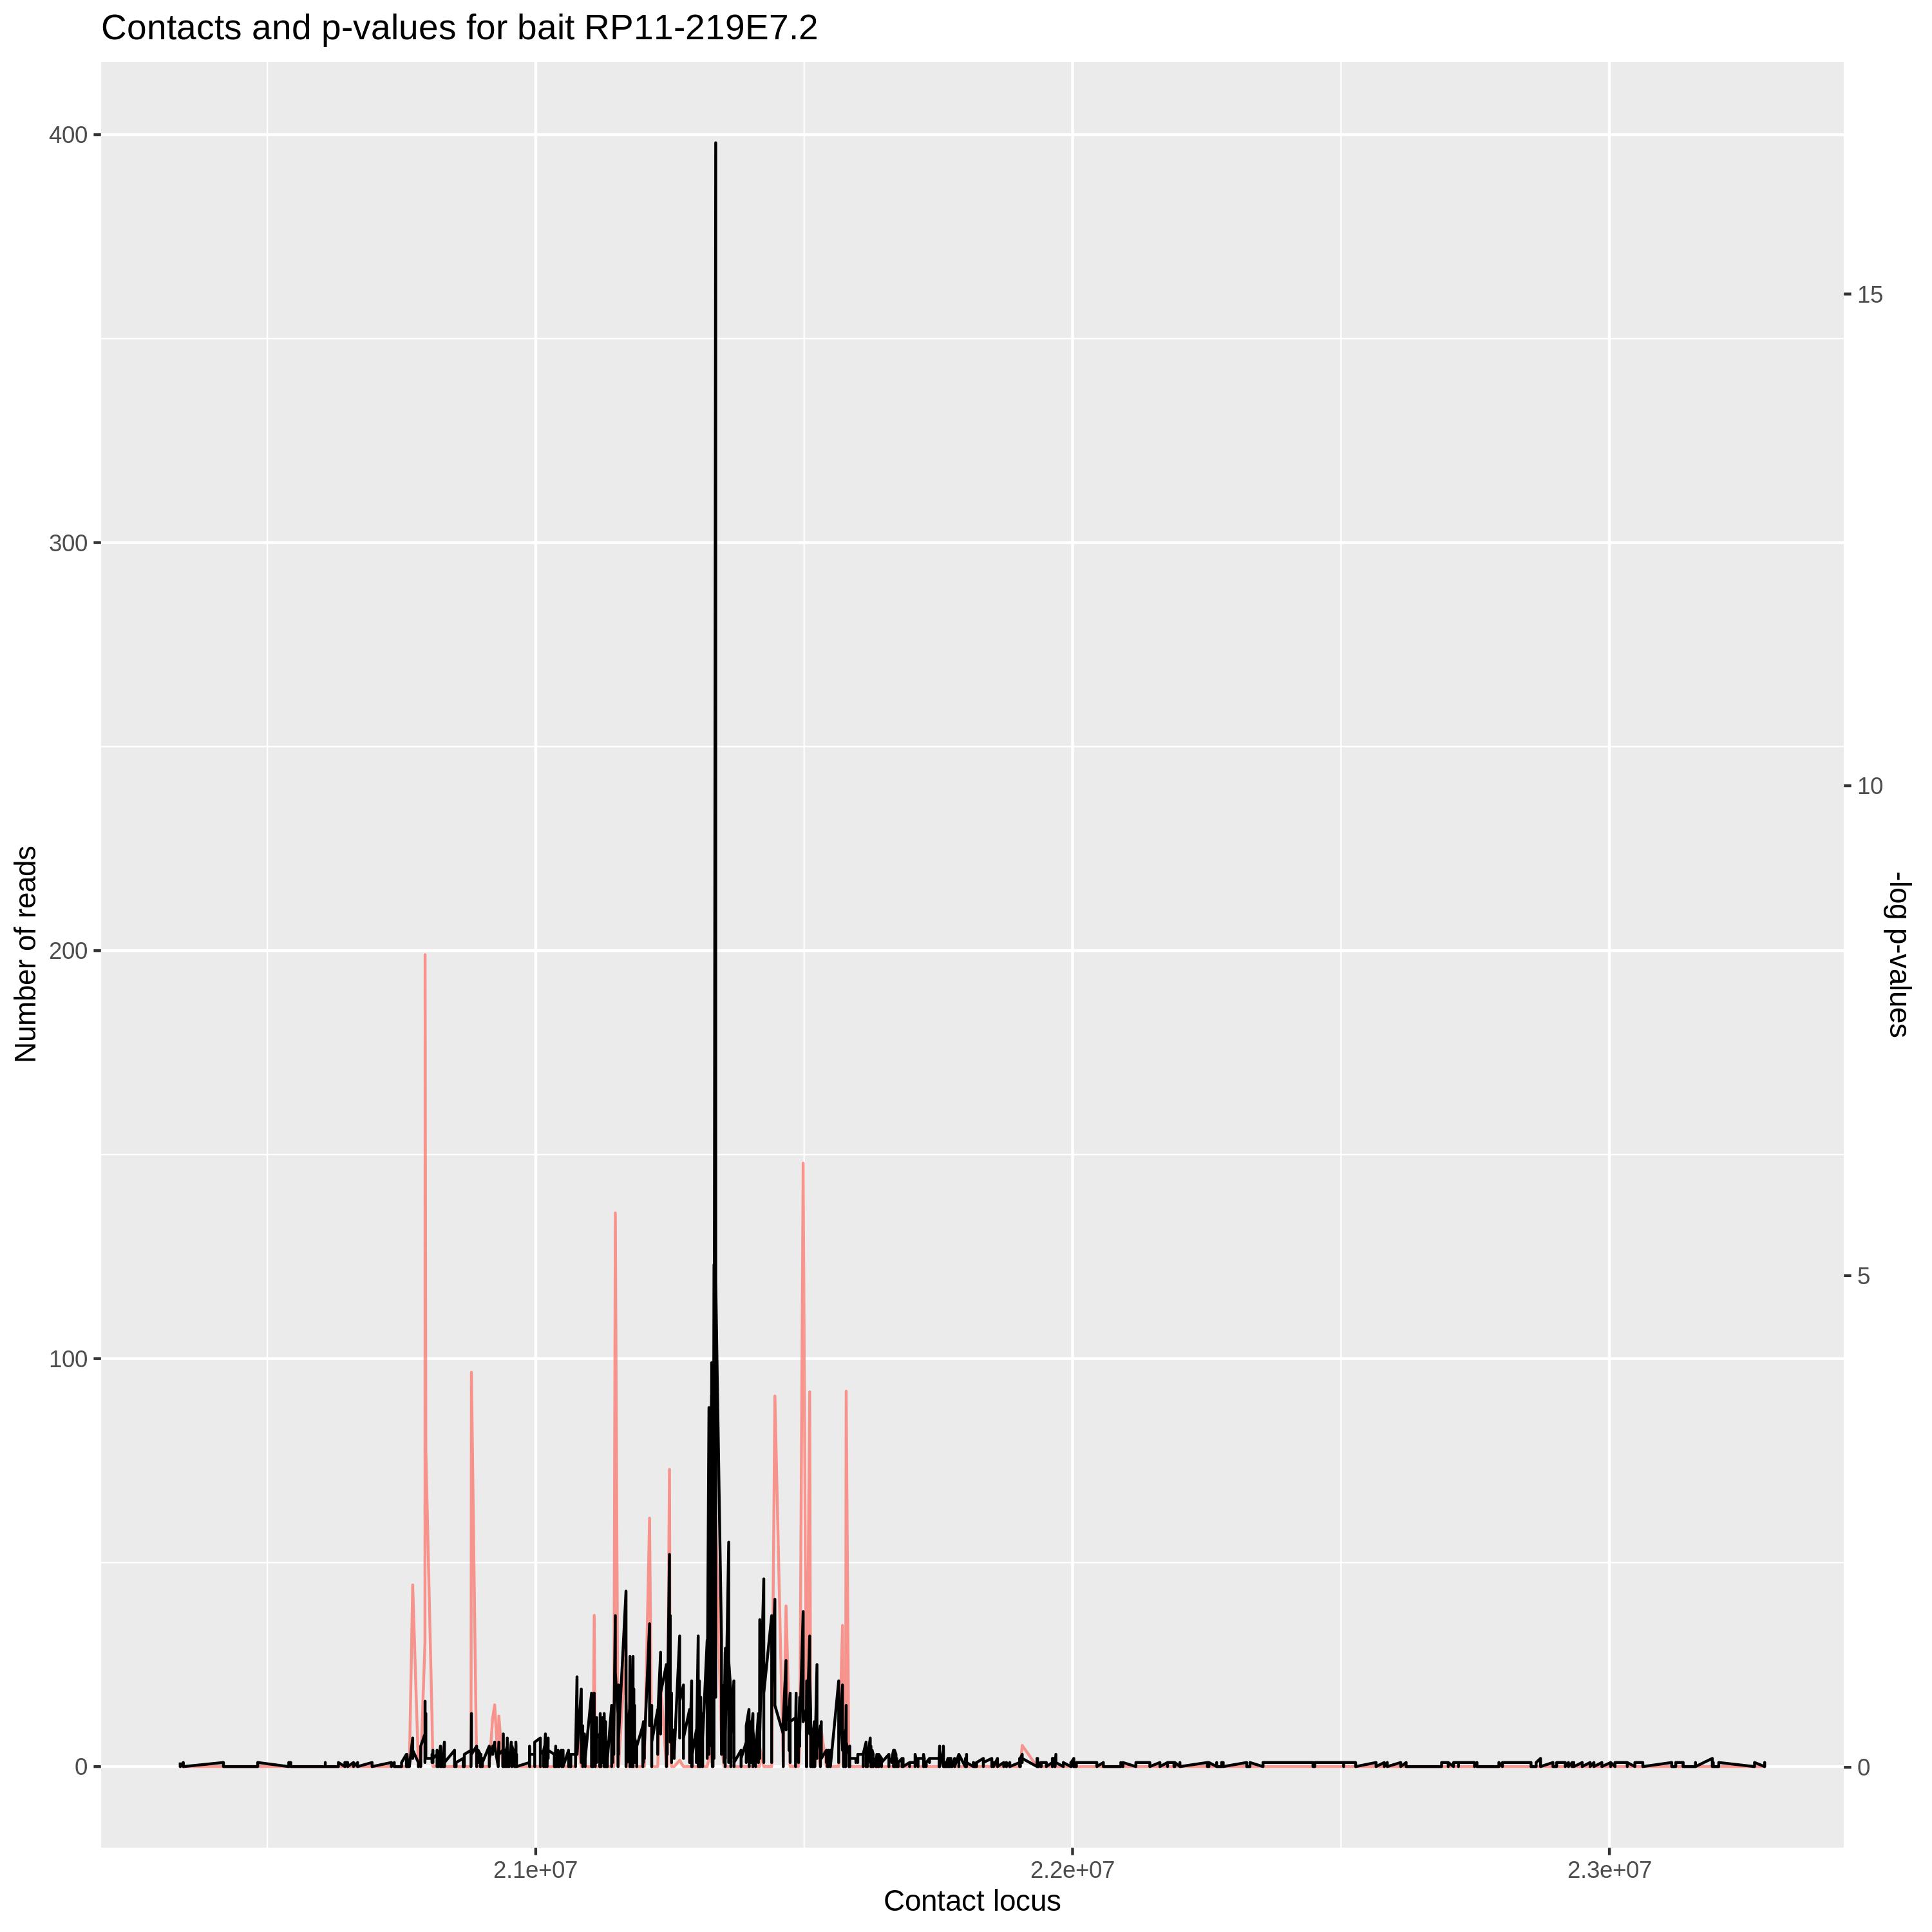 Contacts and p-values for bait RP11-219E7.2
400
300
200
100
0
Number of reads
15
10
5
0
-log p-values
2.1e+07
2.2e+07
2.3e+07
Contact locus